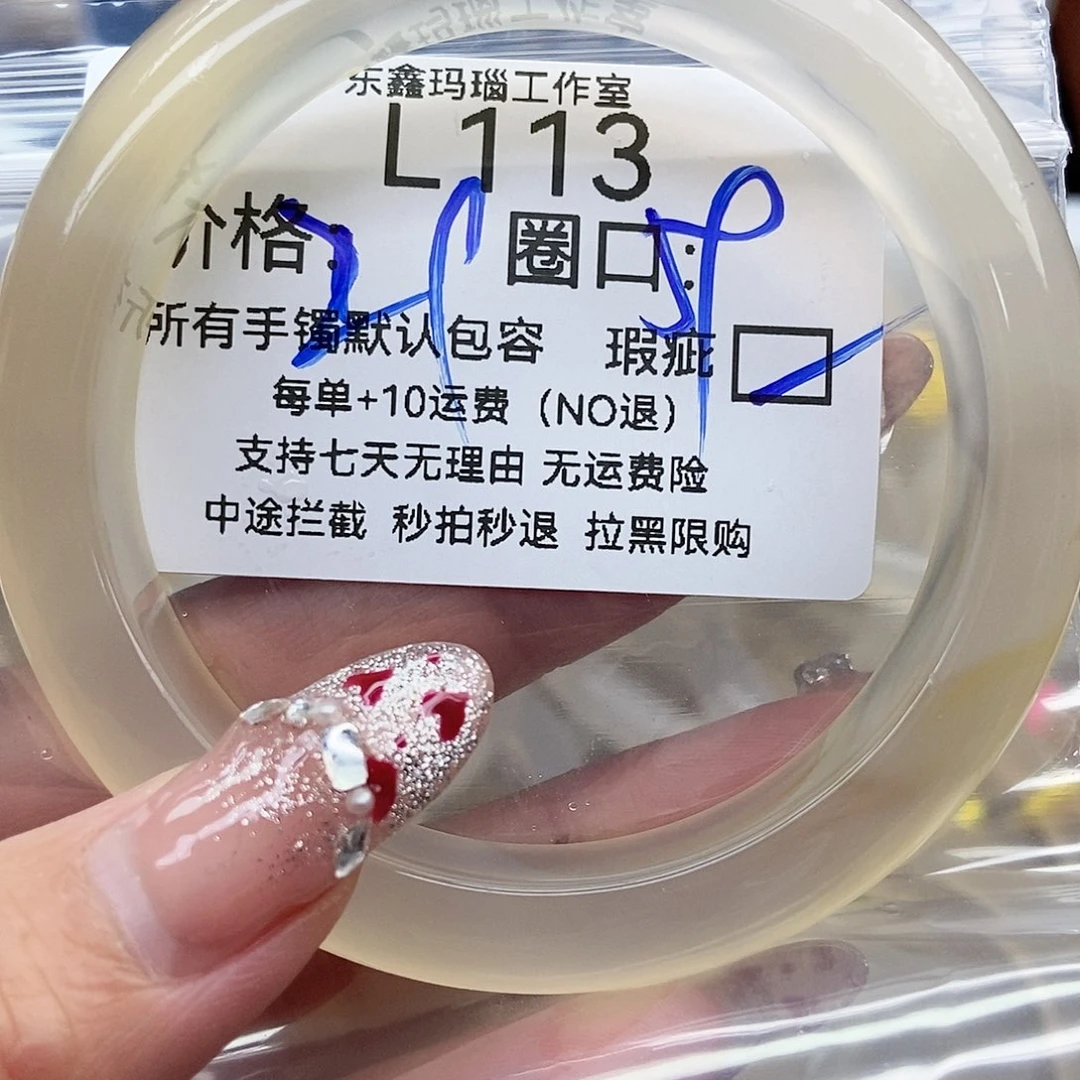 东鑫玛瑙工作室
L113
价格: 圈口: 58
所有手镯默认包容 瑕疵
每单+10运费（NO退）
支持七天无理由 无运费险
中途拦截 秒拍秒退 拉黑限购